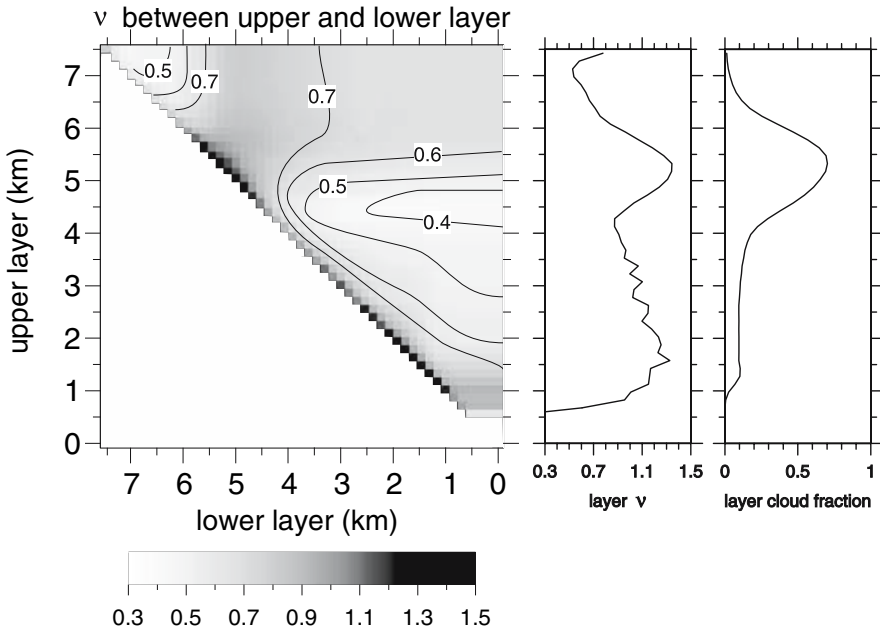 ν between upper and lower layer
upper layer (km)
7
6
5
4
3
2
1
0
0.5
0.7
0.7
0.6
0.5
0.4
7 6 5 4 3 2 1 0
lower layer (km)
0.3 0.7 1.1 1.5
layer ν
0 0.5 1
layer cloud fraction
0.3 0.5 0.7 0.9 1.1 1.3 1.5